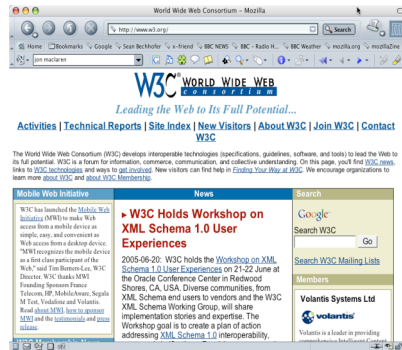 World Wide Web Consortium - Mozilla
http://www.w3.org/
Search
Home Bookmarks Google Sean Bechhofer x-friend BBC NEWS BBC - Radio H... BBC Weather mozilla.org mozillaZine
jon maclaren
W3C WORLD WIDE WEB
consortium
Leading the Web to Its Full Potential...
Activities | Technical Reports | Site Index | New Visitors | About W3C | Join W3C | Contact
W3C
The World Wide Web Consortium (W3C) develops interoperable technologies (specifications, guidelines, software, and tools) to lead the Web to
its full potential. W3C is a forum for information, commerce, communication, and collective understanding. On this page, you'll find W3C news,
links to W3C technologies and ways to get involved. New visitors can help in Finding Your Way at W3C. We encourage organizations to
learn more about W3C and about W3C Membership.
Mobile Web Initiative
W3C has launched the Mobile Web
Initiative (MWI) to make Web
access from a mobile device as
simple, easy, and convenient as
Web access from a desktop device.
"MWI recognizes the mobile device
as a first class participant of the
Web," said Tim Berners-Lee, W3C
Director. W3C thanks MWI
Founding Sponsors France
Telecom, HP, MobileAware, Segala
M Test, Vodafone and Volantis.
Read about MWI, how to sponsor
MWI and the testimonials and press
release.
News
W3C Holds Workshop on
XML Schema 1.0 User
Experiences
2005-06-20: W3C holds the Workshop on XML
Schema 1.0 User Experiences on 21-22 June at
the Oracle Conference Center in Redwood
Shores, CA, USA. Diverse communities, from
XML Schema end users to vendors and the W3C
XML Schema Working Group, will share
implementation stories and expertise. The
Workshop goal is to create a plan of action
addressing XML Schema 1.0 interoperability,
Search
Google
Search W3C
Go
Search W3C Mailing Lists
Members
Volantis Systems Ltd
volantis
Volantis is a leader in providing
comprehensive Intelligent Content